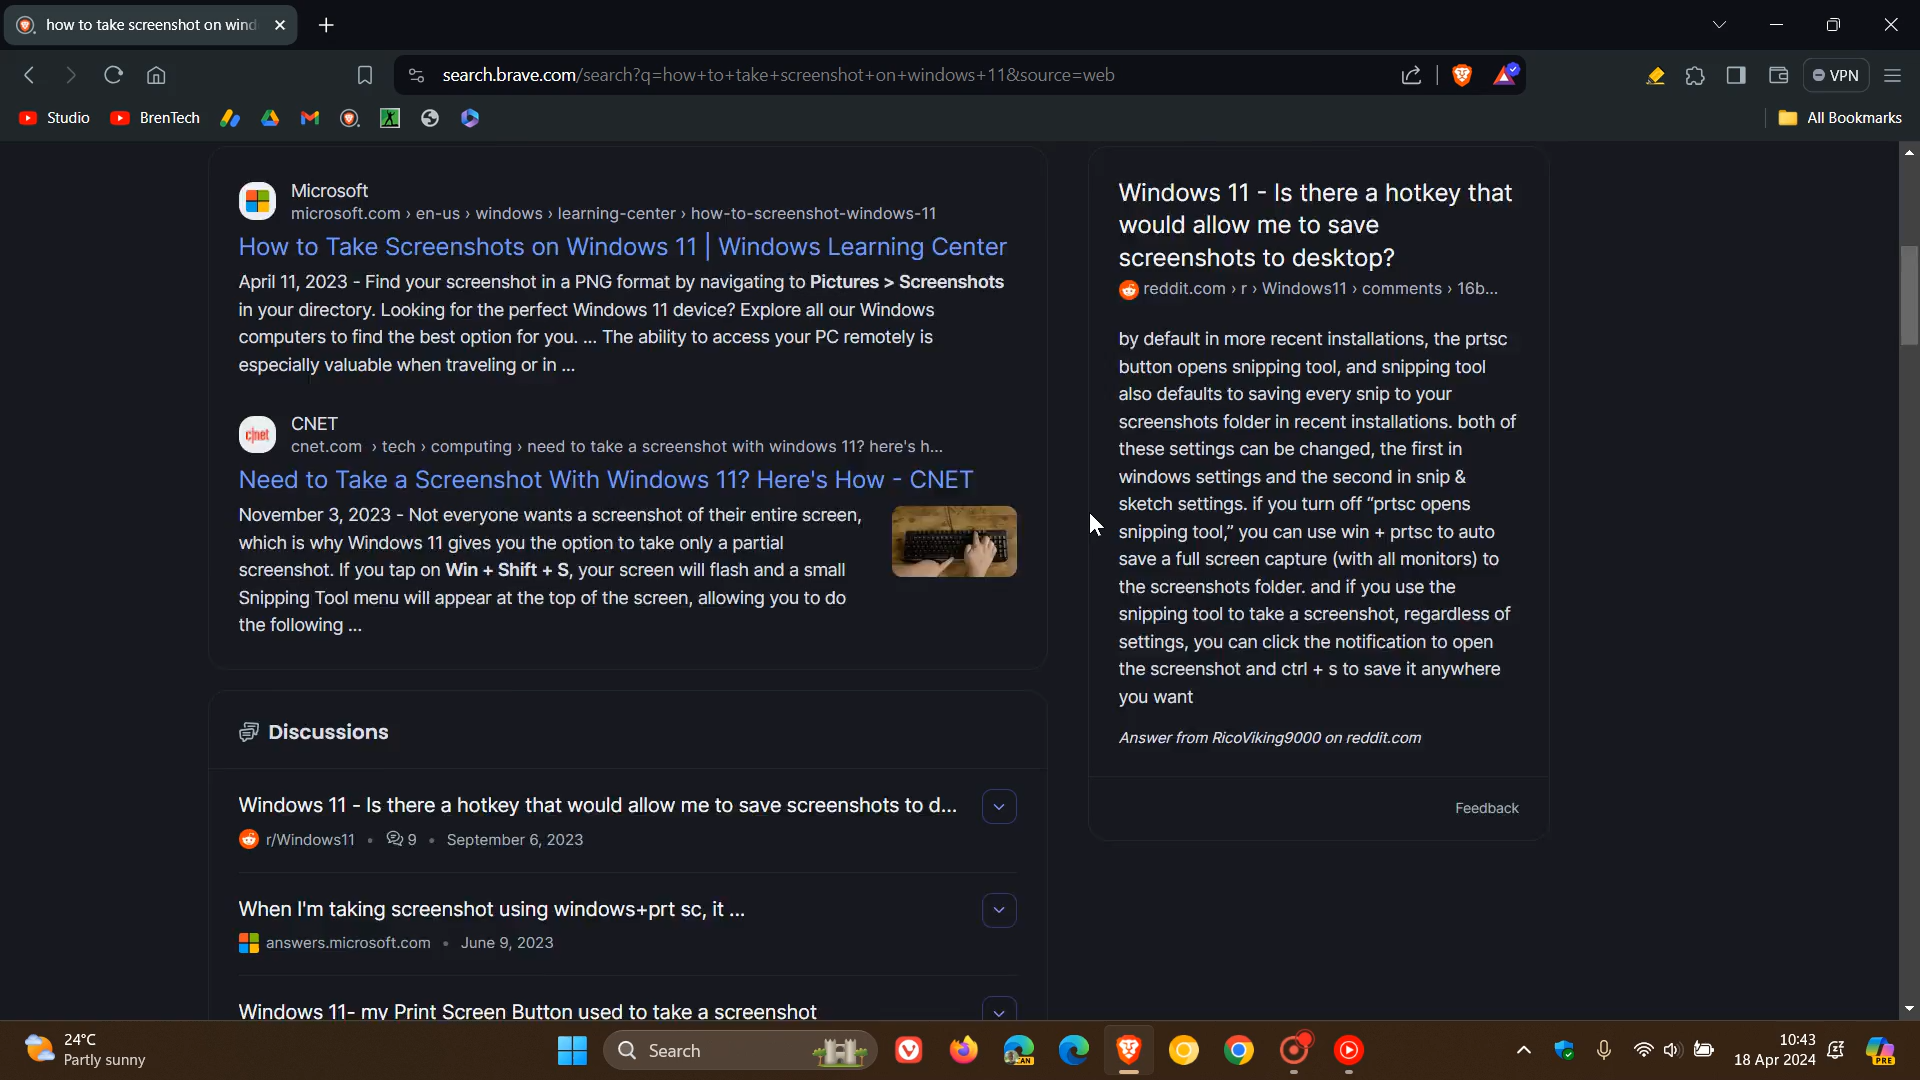 how to take screenshot on wind
search.brave.com/search?q=how+to+take+screenshot+on+windows+11&source=web
VPN
Studio
BrenTech
All Bookmarks
Microsoft
microsoft.com › en-us › windows › learning-center › how-to-screenshot-windows-11
How to Take Screenshots on Windows 11 | Windows Learning Center
April 11, 2023 - Find your screenshot in a PNG format by navigating to Pictures > Screenshots
in your directory. Looking for the perfect Windows 11 device? Explore all our Windows
computers to find the best option for you. ... The ability to access your PC remotely is
especially valuable when traveling or in ...
c|net
CNET
cnet.com › tech › computing › need to take a screenshot with windows 11? here's h...
Need to Take a Screenshot With Windows 11? Here's How - CNET
November 3, 2023 - Not everyone wants a screenshot of their entire screen,
which is why Windows 11 gives you the option to take only a partial
screenshot. If you tap on Win + Shift + S, your screen will flash and a small
Snipping Tool menu will appear at the top of the screen, allowing you to do
the following ...
Discussions
Windows 11 - Is there a hotkey that would allow me to save screenshots to d...
r/Windows11 • 9 • September 6, 2023
When I'm taking screenshot using windows+prt sc, it ...
answers.microsoft.com • June 9, 2023
Windows 11- my Print Screen Button used to take a screenshot
Windows 11 - Is there a hotkey that
would allow me to save
screenshots to desktop?
reddit.com › r › Windows11 › comments › 16b...
by default in more recent installations, the prtsc
button opens snipping tool, and snipping tool
also defaults to saving every snip to your
screenshots folder in recent installations. both of
these settings can be changed, the first in
windows settings and the second in snip &
sketch settings. if you turn off “prtsc opens
snipping tool,” you can use win + prtsc to auto
save a full screen capture (with all monitors) to
the screenshots folder. and if you use the
snipping tool to take a screenshot, regardless of
settings, you can click the notification to open
the screenshot and ctrl + s to save it anywhere
you want
Answer from RicoViking9000 on reddit.com
Feedback
24°C
Partly sunny
Search
CAN
10:43
18 Apr 2024
PRE